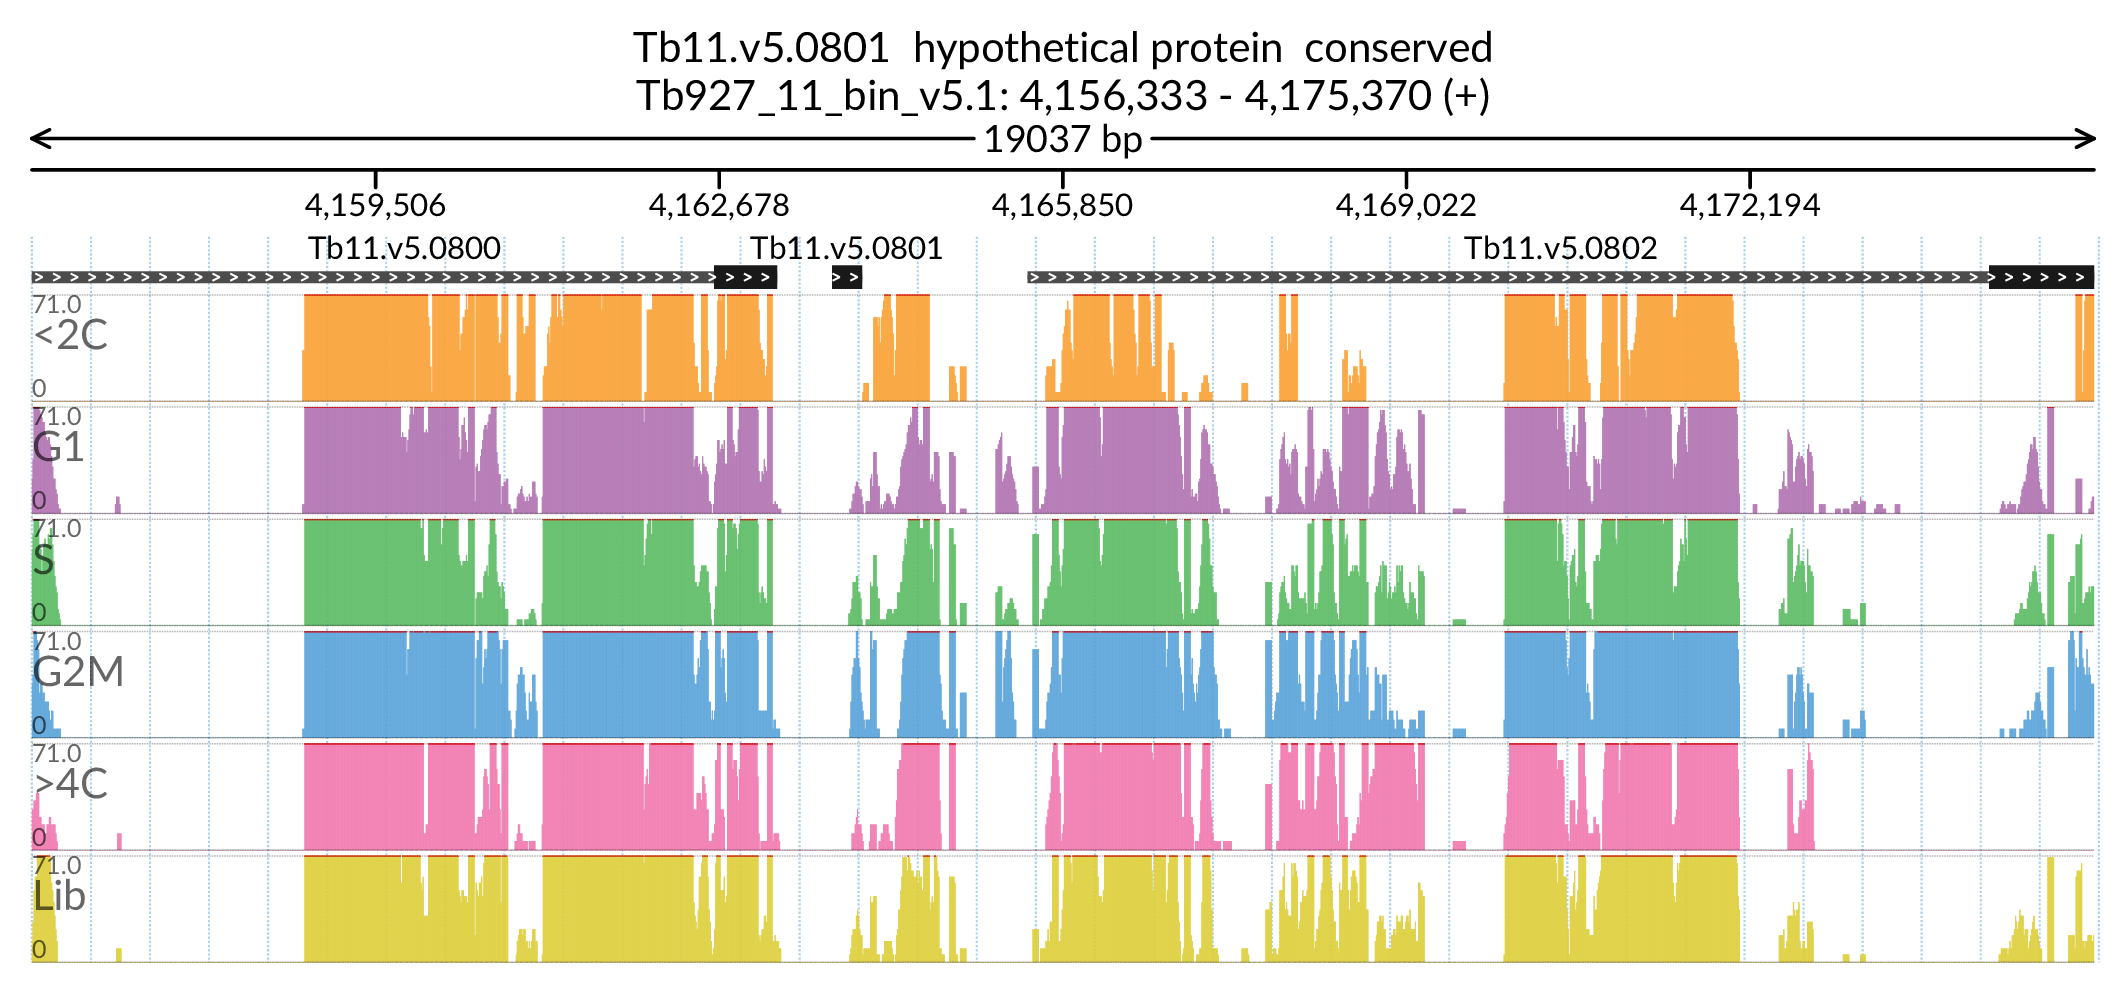 Tb11.v5.0801 hypothetical protein conserved
Tb927_11_bin_v5.1: 4,156,333 - 4,175,370 (+)
19037 bp
4,159,506 4,162,678 4,165,850 4,169,022 4,172,194
Tb11.v5.0800 Tb11.v5.0801 Tb11.v5.0802
71.0
<2C
0
71.0
G1
0
71.0
S
0
71.0
G2M
0
71.0
>4C
0
71.0
Lib
0